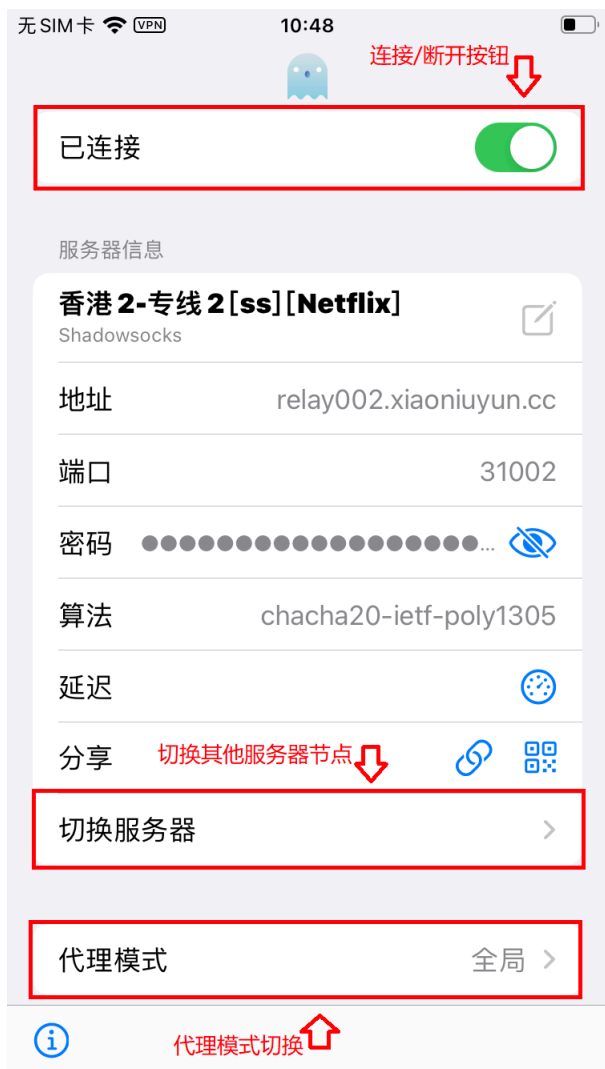 无SIM卡 VPN 10:48
连接/断开按钮
已连接
服务器信息
香港 2-专线 2[ss][Netflix]
Shadowsocks
地址 relay002.xiaoniuyun.cc
端口 31002
密码 ●●●●●●●●●●●●●●●●●●...
算法 chacha20-ietf-poly1305
延迟
分享 切换其他服务器节点
切换服务器
代理模式 全局
代理模式切换